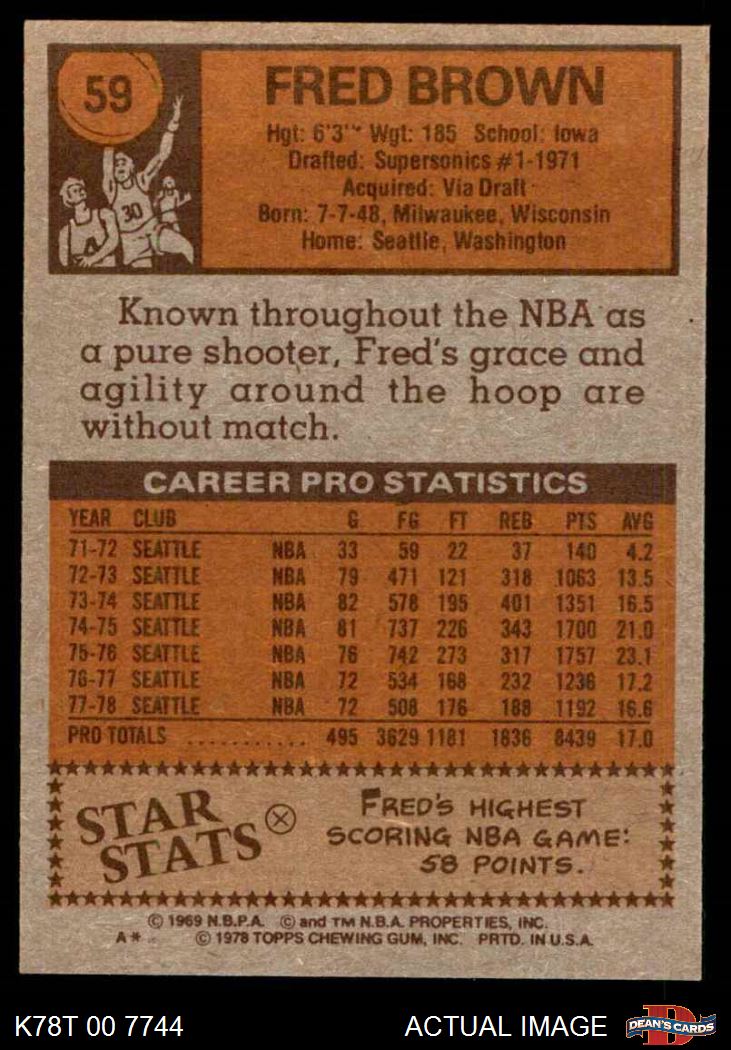 59
FRED BROWN
Hgt: 6'3" Wgt: 185 School: Iowa
Drafted: Supersonics #1-1971
Acquired: Via Draft
Born: 7-7-48, Milwaukee, Wisconsin
Home: Seattle, Washington
30
Known throughout the NBA as
a pure shooter, Fred's grace and
agility around the hoop are
without match.
CAREER PRO STATISTICS
YEAR CLUB G FG FT REB PTS AVG
71-72 SEATTLE NBA 33 59 22 37 140 4.2
72-73 SEATTLE NBA 79 471 121 318 1063 13.5
73-74 SEATTLE NBA 82 578 195 401 1351 16.5
74-75 SEATTLE NBA 81 737 226 343 1700 21.0
75-76 SEATTLE NBA 76 742 273 317 1757 23.1
76-77 SEATTLE NBA 72 534 168 232 1236 17.2
77-78 SEATTLE NBA 72 508 176 188 1192 16.6
PRO TOTALS ........... 495 3629 1181 1836 8439 17.0
STAR STATS
FRED'S HIGHEST
SCORING NBA GAME:
58 POINTS.
© 1969 N.B.P.A. © and TM N.B.A. PROPERTIES, INC.
A* © 1978 TOPPS CHEWING GUM, INC. PRTD. IN U.S.A.
K78T 00 7744 ACTUAL IMAGE
DEAN'S CARDS